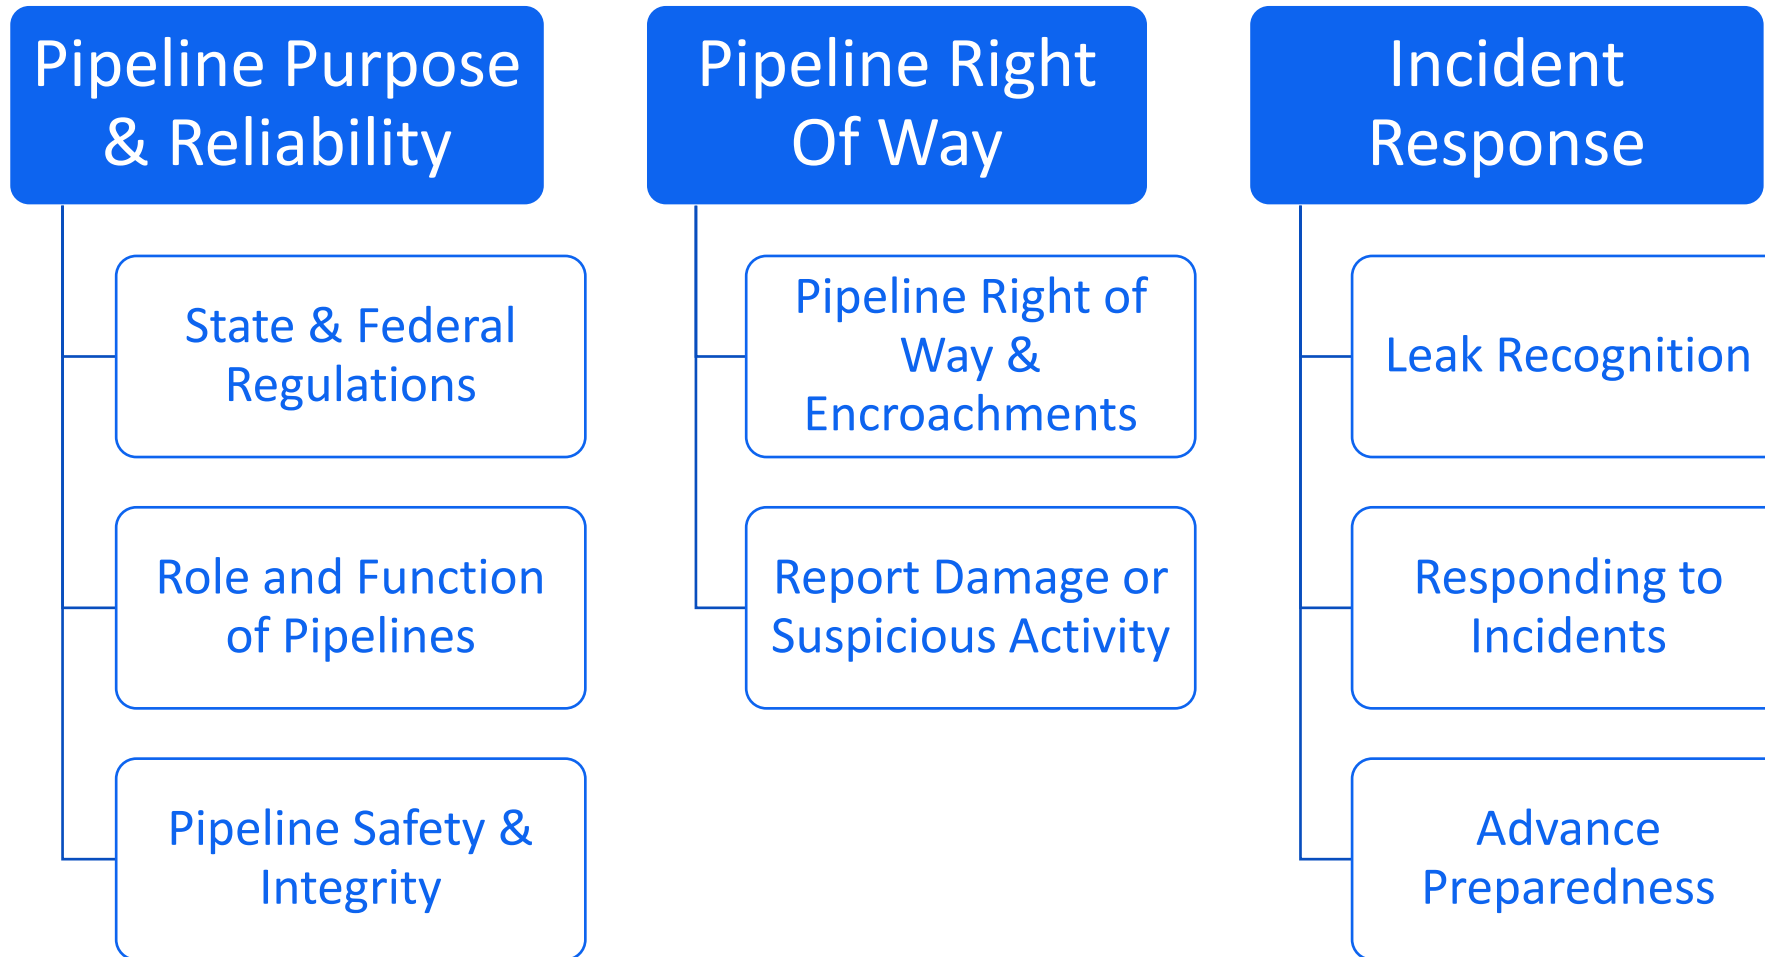 Pipeline Purpose
& Reliability
State & Federal
Regulations
Role and Function
of Pipelines
Pipeline Safety &
Integrity
Pipeline Right
Of Way
Pipeline Right of
Way &
Encroachments
Report Damage or
Suspicious Activity
Incident
Response
Leak Recognition
Responding to
Incidents
Advance
Preparedness